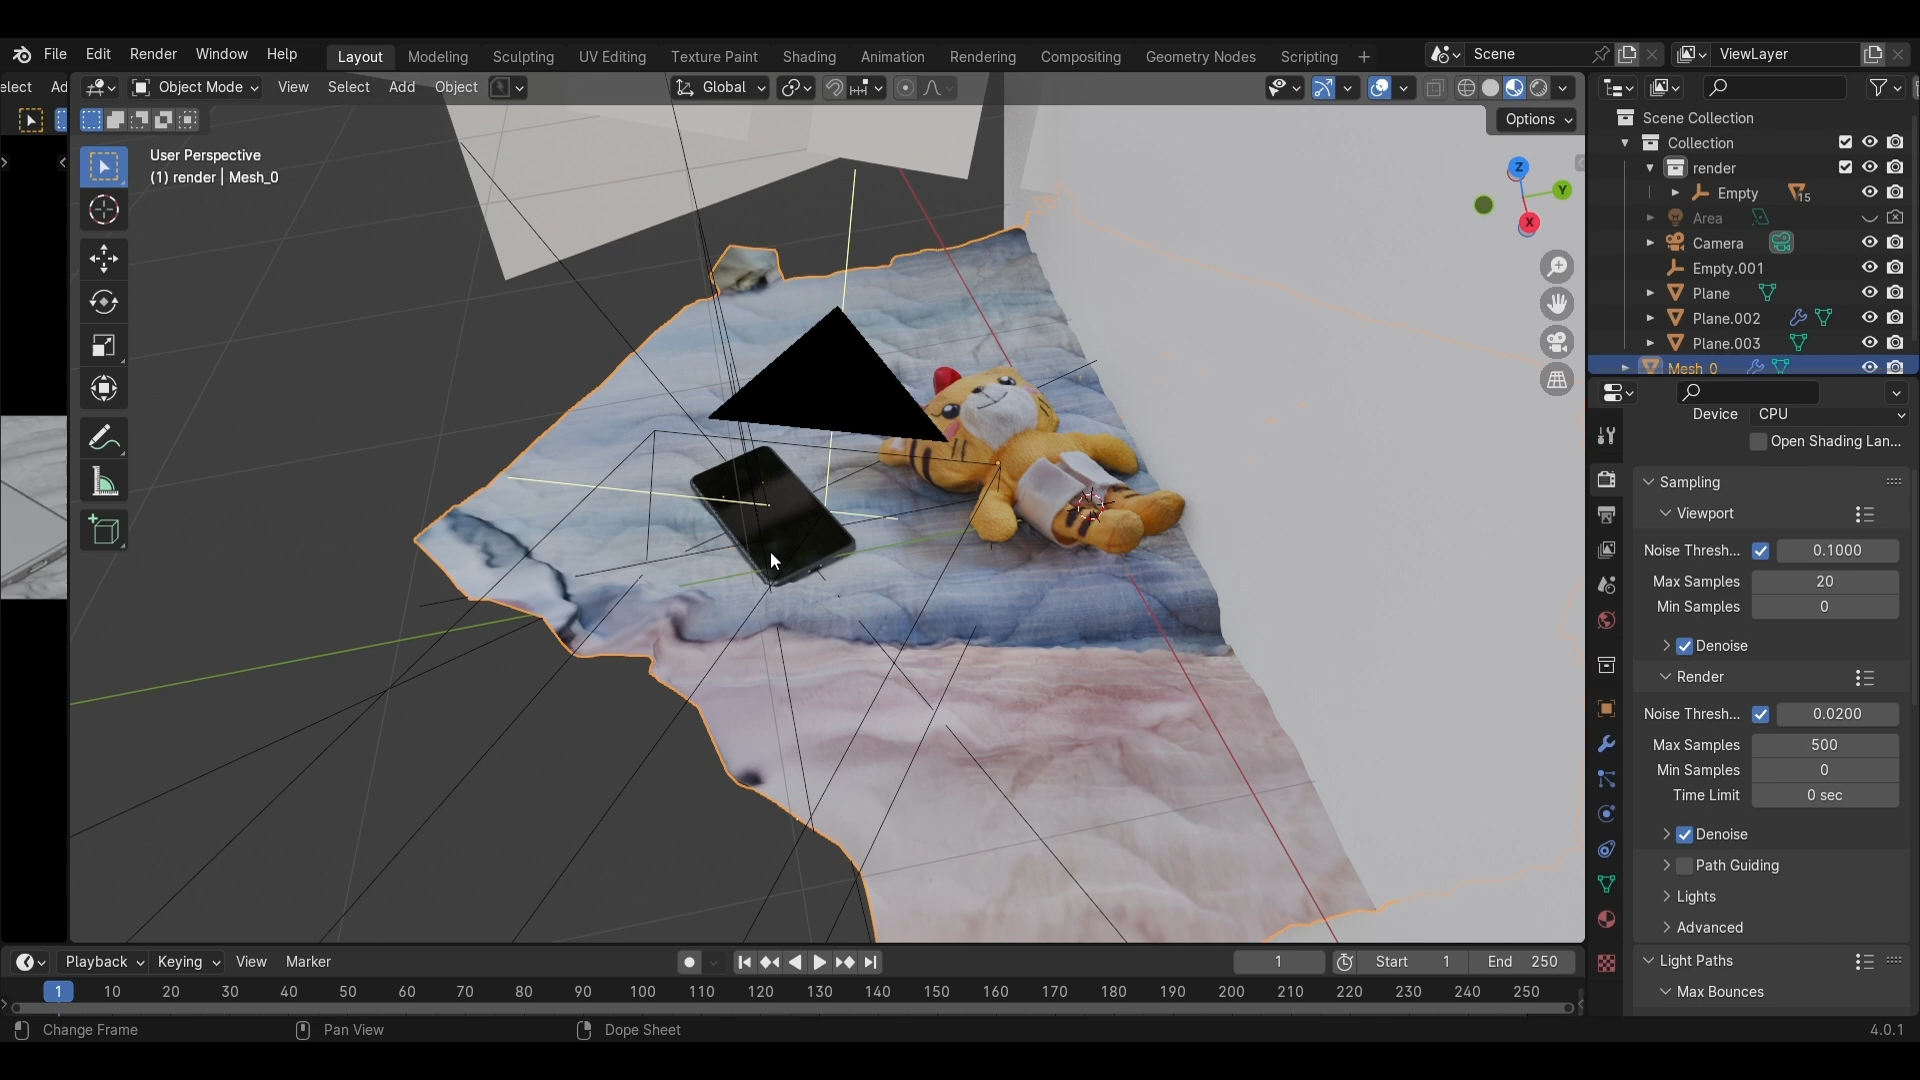 File Edit Render Window Help Layout Modeling Sculpting UV Editing Texture Paint Shading Animation Rendering Compositing Geometry Nodes Scripting + Scene ViewLayer
elect Ad Object Mode View Select Add Object Global
Options
User Perspective
(1) render | Mesh_0
Z
Y
X
Scene Collection
Collection
render
Empty 15
Area
Camera
Empty.001
Plane
Plane.002
Plane.003
Mesh_0
Device CPU
Open Shading Lan...
Sampling
Viewport
Noise Thresh... 0.1000
Max Samples 20
Min Samples 0
Denoise
Render
Noise Thresh... 0.0200
Max Samples 500
Min Samples 0
Time Limit 0 sec
Denoise
Path Guiding
Lights
Advanced
Light Paths
Max Bounces
Playback Keying View Marker 1 Start 1 End 250
1 10 20 30 40 50 60 70 80 90 100 110 120 130 140 150 160 170 180 190 200 210 220 230 240 250
Change Frame Pan View Dope Sheet 4.0.1